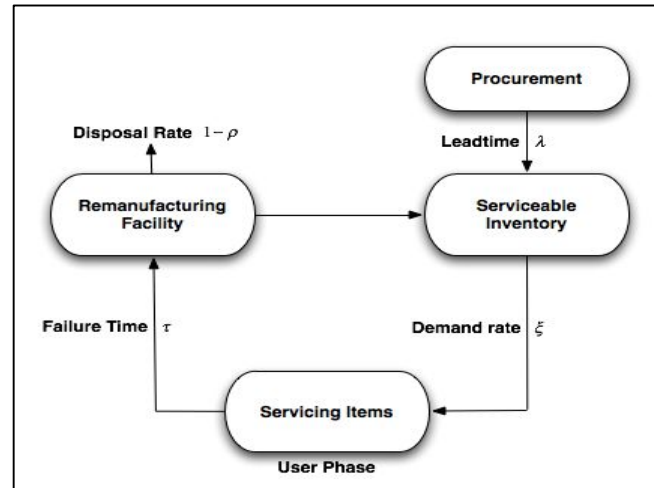 Procurement
Disposal Rate 1 − ρ
Leadtime λ
Remanufacturing
Facility
Serviceable
Inventory
Failure Time τ
Demand rate ξ
Servicing Items
User Phase